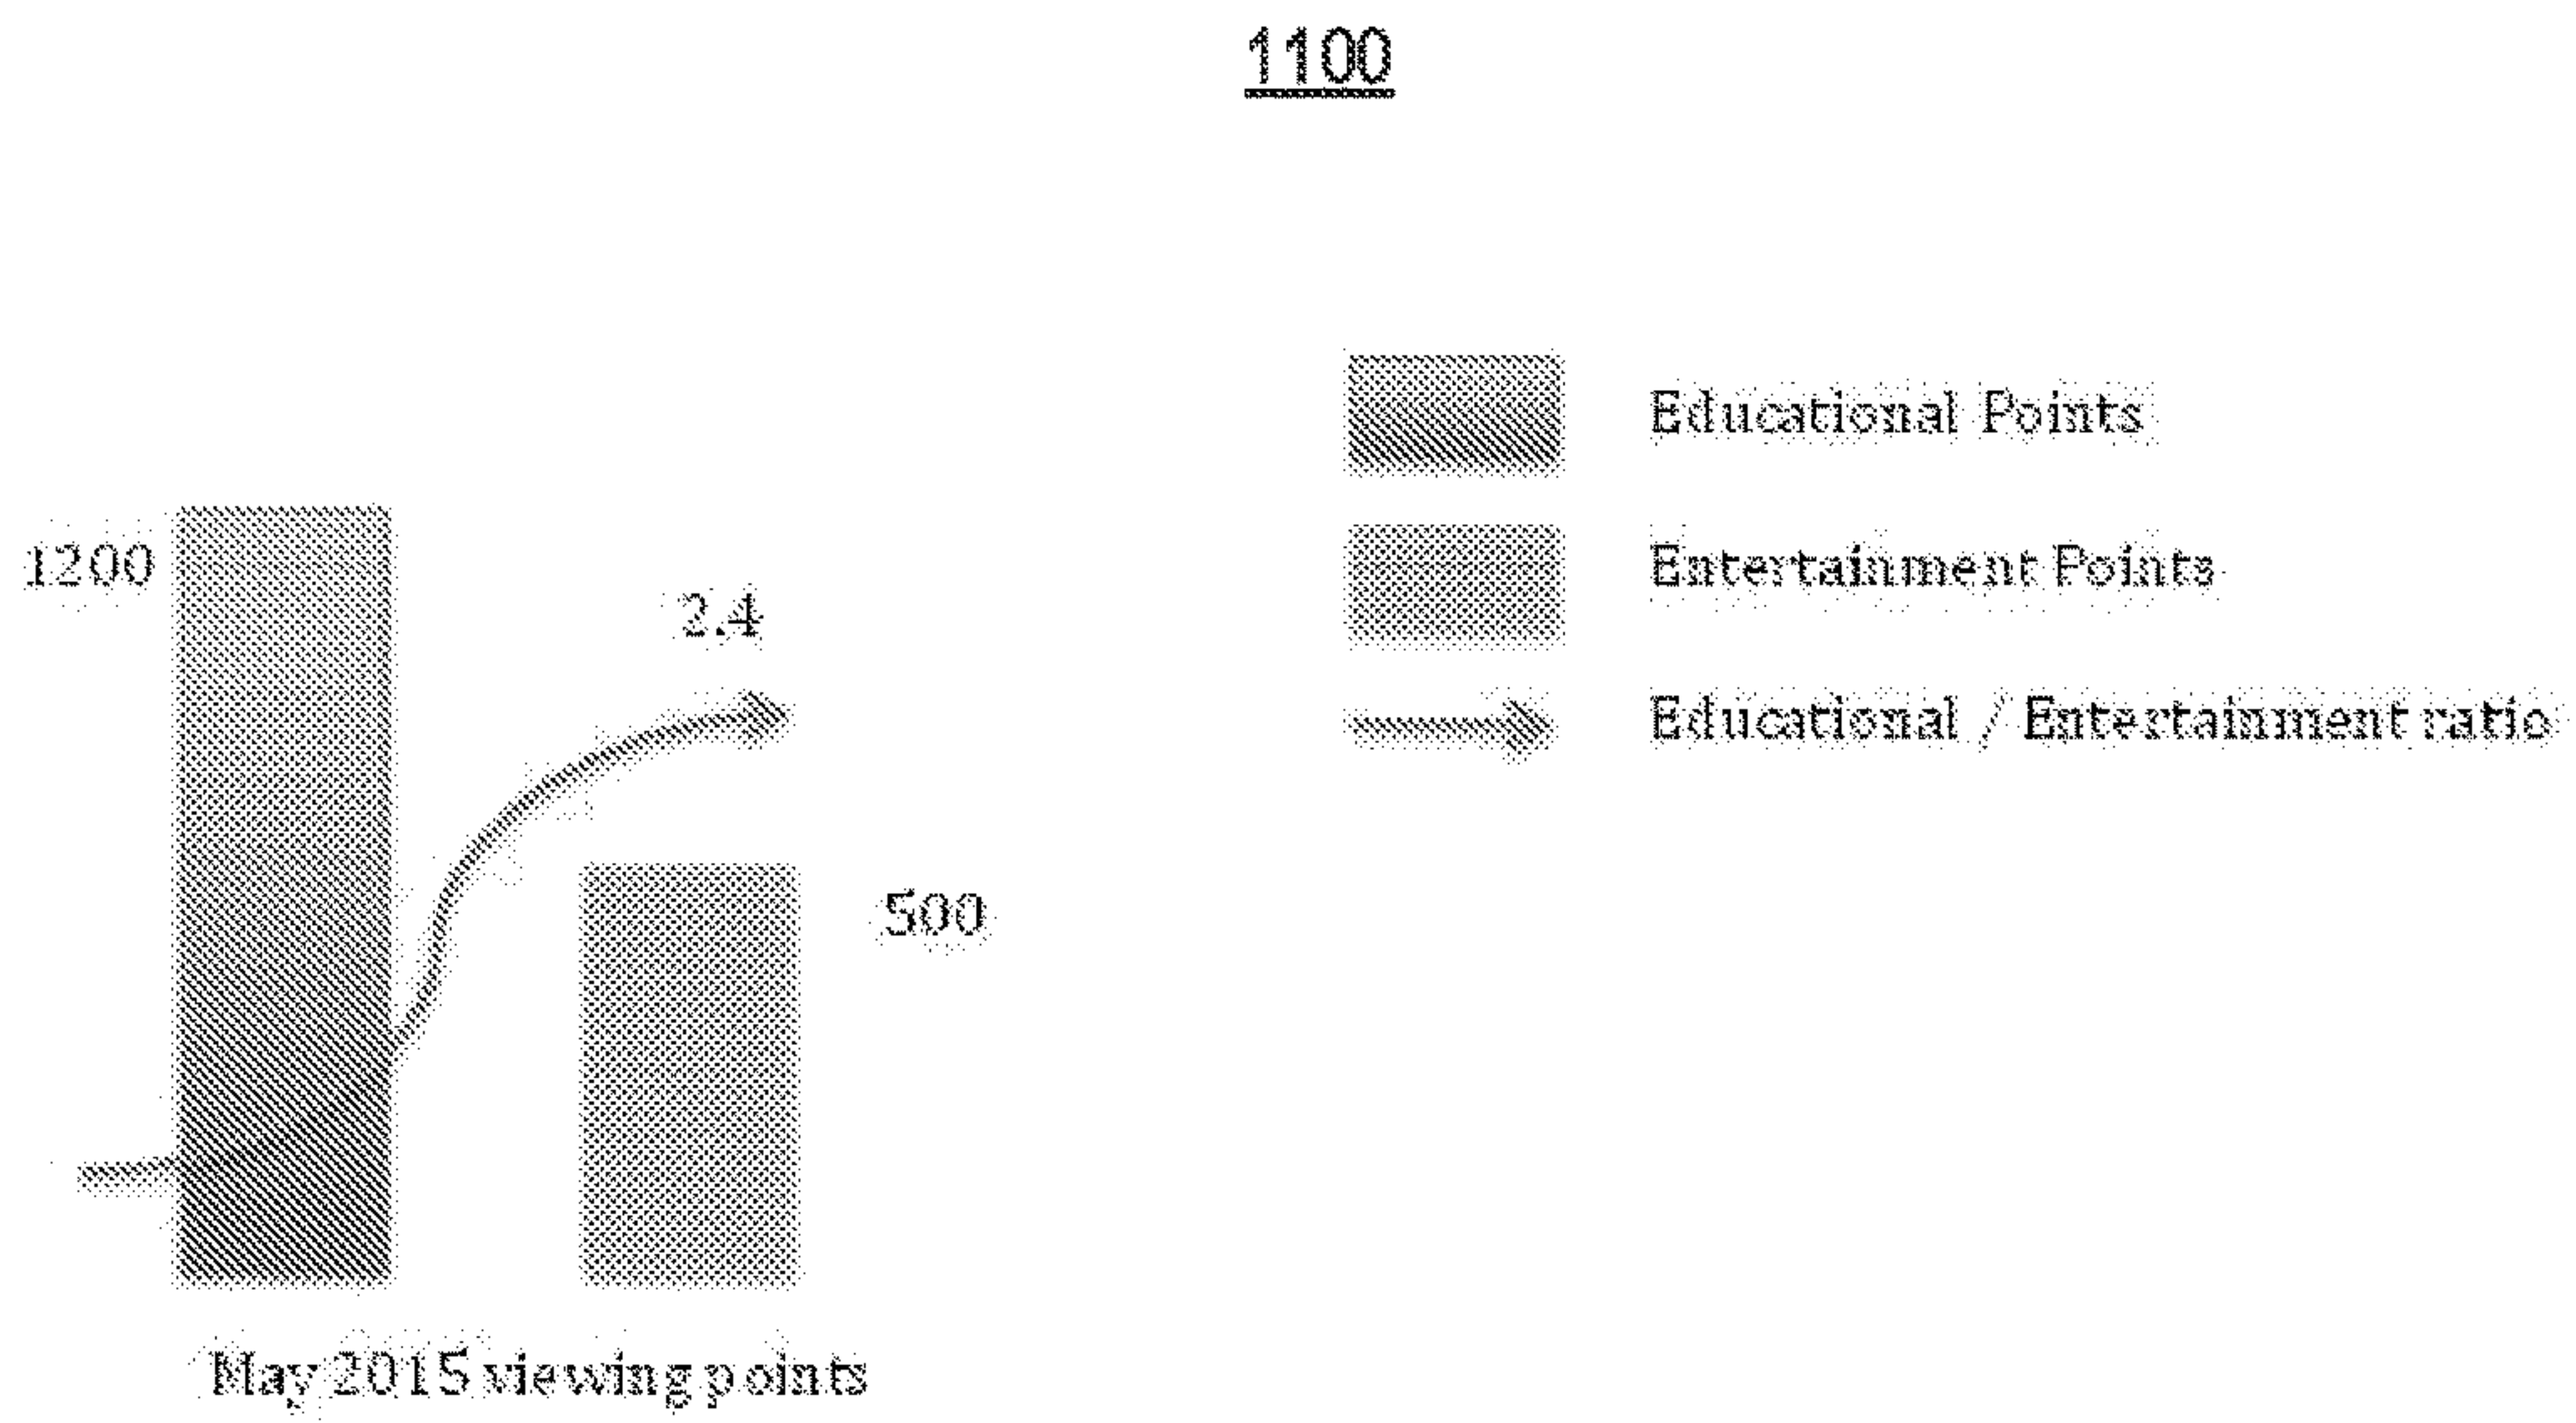 1100
Educational Points
1200
Entertainment Points
2.4
Educational / Entertainment ratio
500
May 2015 viewing points